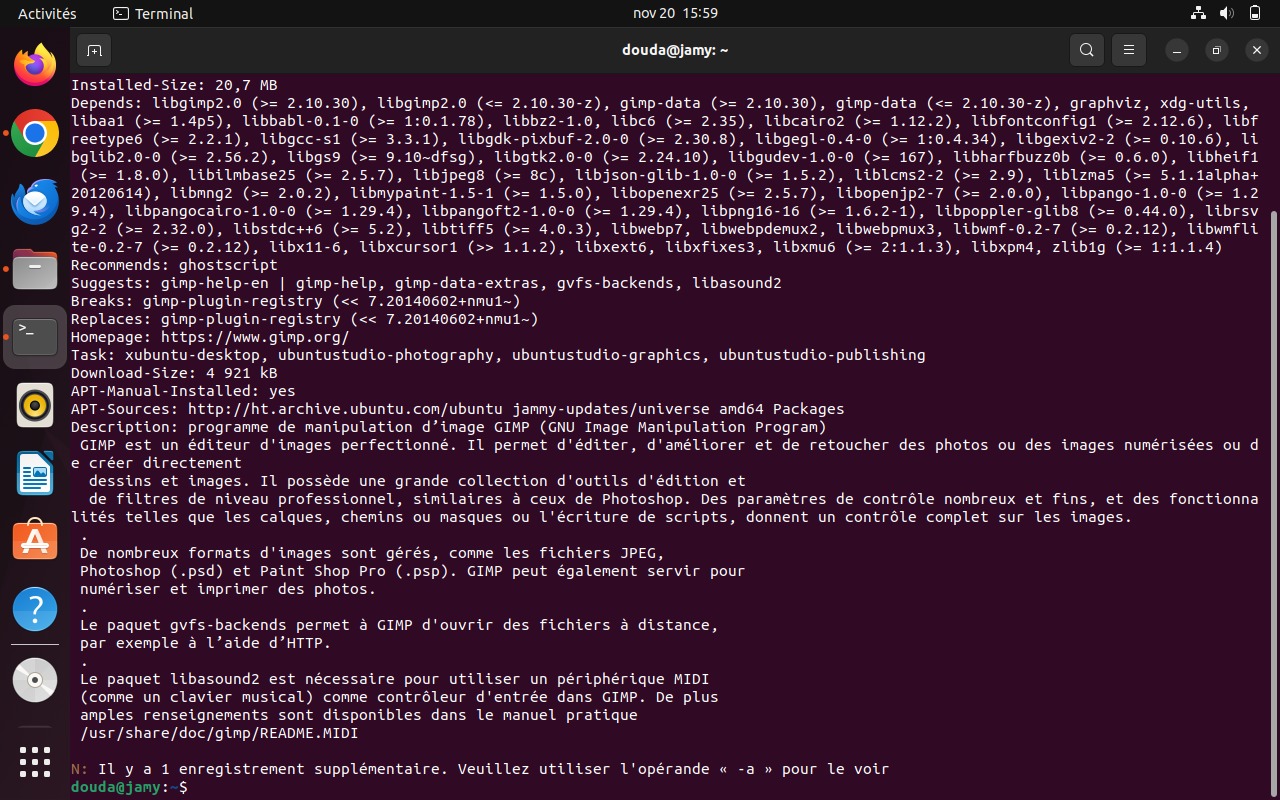 Activités Terminal nov 20 15:59
douda@jamy: ~
Installed-Size: 20,7 MB
Depends: libgimp2.0 (>= 2.10.30), libgimp2.0 (<= 2.10.30-z), gimp-data (>= 2.10.30), gimp-data (<= 2.10.30-z), graphviz, xdg-utils,
libaa1 (>= 1.4p5), libbabl-0.1-0 (>= 1:0.1.78), libbz2-1.0, libc6 (>= 2.35), libcairo2 (>= 1.12.2), libfontconfig1 (>= 2.12.6), libf
reetype6 (>= 2.2.1), libgcc-s1 (>= 3.3.1), libgdk-pixbuf-2.0-0 (>= 2.30.8), libgegl-0.4-0 (>= 1:0.4.34), libgexiv2-2 (>= 0.10.6), li
bglib2.0-0 (>= 2.56.2), libgs9 (>= 9.10~dfsg), libgtk2.0-0 (>= 2.24.10), libgudev-1.0-0 (>= 167), libharfbuzz0b (>= 0.6.0), libheif1
(>= 1.8.0), libilmbase25 (>= 2.5.7), libjpeg8 (>= 8c), libjson-glib-1.0-0 (>= 1.5.2), liblcms2-2 (>= 2.9), liblzma5 (>= 5.1.1alpha+
20120614), libmng2 (>= 2.0.2), libmypaint-1.5-1 (>= 1.5.0), libopenexr25 (>= 2.5.7), libopenjp2-7 (>= 2.0.0), libpango-1.0-0 (>= 1.2
9.4), libpangocairo-1.0-0 (>= 1.29.4), libpangoft2-1.0-0 (>= 1.29.4), libpng16-16 (>= 1.6.2-1), libpoppler-glib8 (>= 0.44.0), librsv
g2-2 (>= 2.32.0), libstdc++6 (>= 5.2), libtiff5 (>= 4.0.3), libwebp7, libwebpdemux2, libwebpmux3, libwmf-0.2-7 (>= 0.2.12), libwmfli
te-0.2-7 (>= 0.2.12), libx11-6, libxcursor1 (>> 1.1.2), libxext6, libxfixes3, libxmu6 (>= 2:1.1.3), libxpm4, zlib1g (>= 1:1.1.4)
Recommends: ghostscript
Suggests: gimp-help-en | gimp-help, gimp-data-extras, gvfs-backends, libasound2
Breaks: gimp-plugin-registry (<< 7.20140602+nmu1~)
Replaces: gimp-plugin-registry (<< 7.20140602+nmu1~)
Homepage: https://www.gimp.org/
Task: xubuntu-desktop, ubuntustudio-photography, ubuntustudio-graphics, ubuntustudio-publishing
Download-Size: 4 921 kB
APT-Manual-Installed: yes
APT-Sources: http://ht.archive.ubuntu.com/ubuntu jammy-updates/universe amd64 Packages
Description: programme de manipulation d’image GIMP (GNU Image Manipulation Program)
GIMP est un éditeur d'images perfectionné. Il permet d'éditer, d'améliorer et de retoucher des photos ou des images numérisées ou d
e créer directement
dessins et images. Il possède une grande collection d'outils d'édition et
de filtres de niveau professionnel, similaires à ceux de Photoshop. Des paramètres de contrôle nombreux et fins, et des fonctionna
lités telles que les calques, chemins ou masques ou l'écriture de scripts, donnent un contrôle complet sur les images.
.
De nombreux formats d'images sont gérés, comme les fichiers JPEG,
Photoshop (.psd) et Paint Shop Pro (.psp). GIMP peut également servir pour
numériser et imprimer des photos.
.
Le paquet gvfs-backends permet à GIMP d'ouvrir des fichiers à distance,
par exemple à l’aide d’HTTP.
.
Le paquet libasound2 est nécessaire pour utiliser un périphérique MIDI
(comme un clavier musical) comme contrôleur d'entrée dans GIMP. De plus
amples renseignements sont disponibles dans le manuel pratique
/usr/share/doc/gimp/README.MIDI
N: Il y a 1 enregistrement supplémentaire. Veuillez utiliser l'opérande « -a » pour le voir
douda@jamy:~$